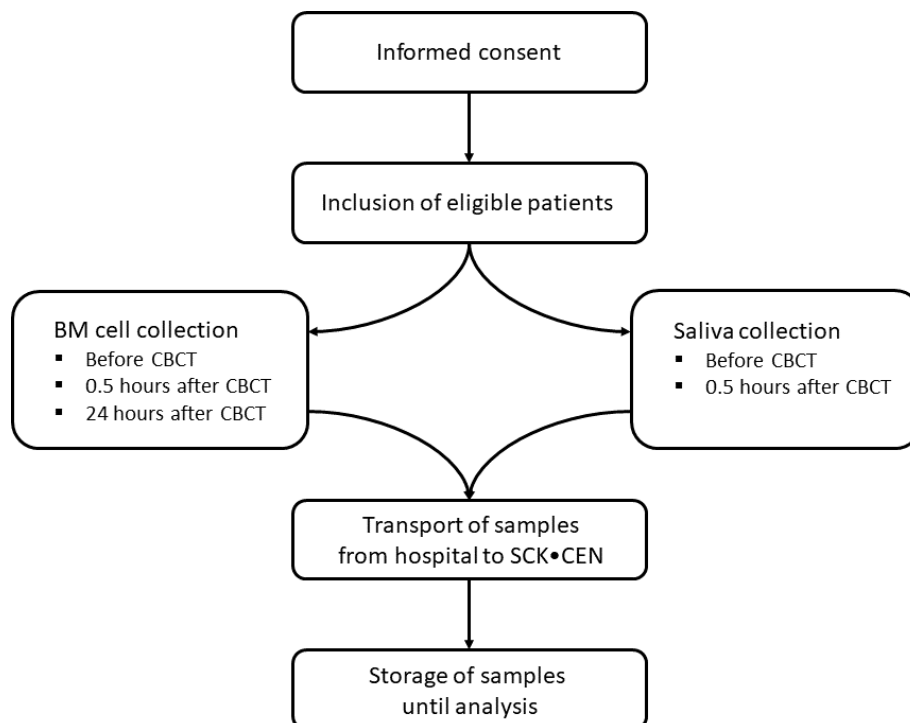 Informed consent
Inclusion of eligible patients
BM cell collection
▪ Before CBCT
▪ 0.5 hours after CBCT
▪ 24 hours after CBCT
Saliva collection
▪ Before CBCT
▪ 0.5 hours after CBCT
Transport of samples
from hospital to SCK•CEN
Storage of samples
until analysis